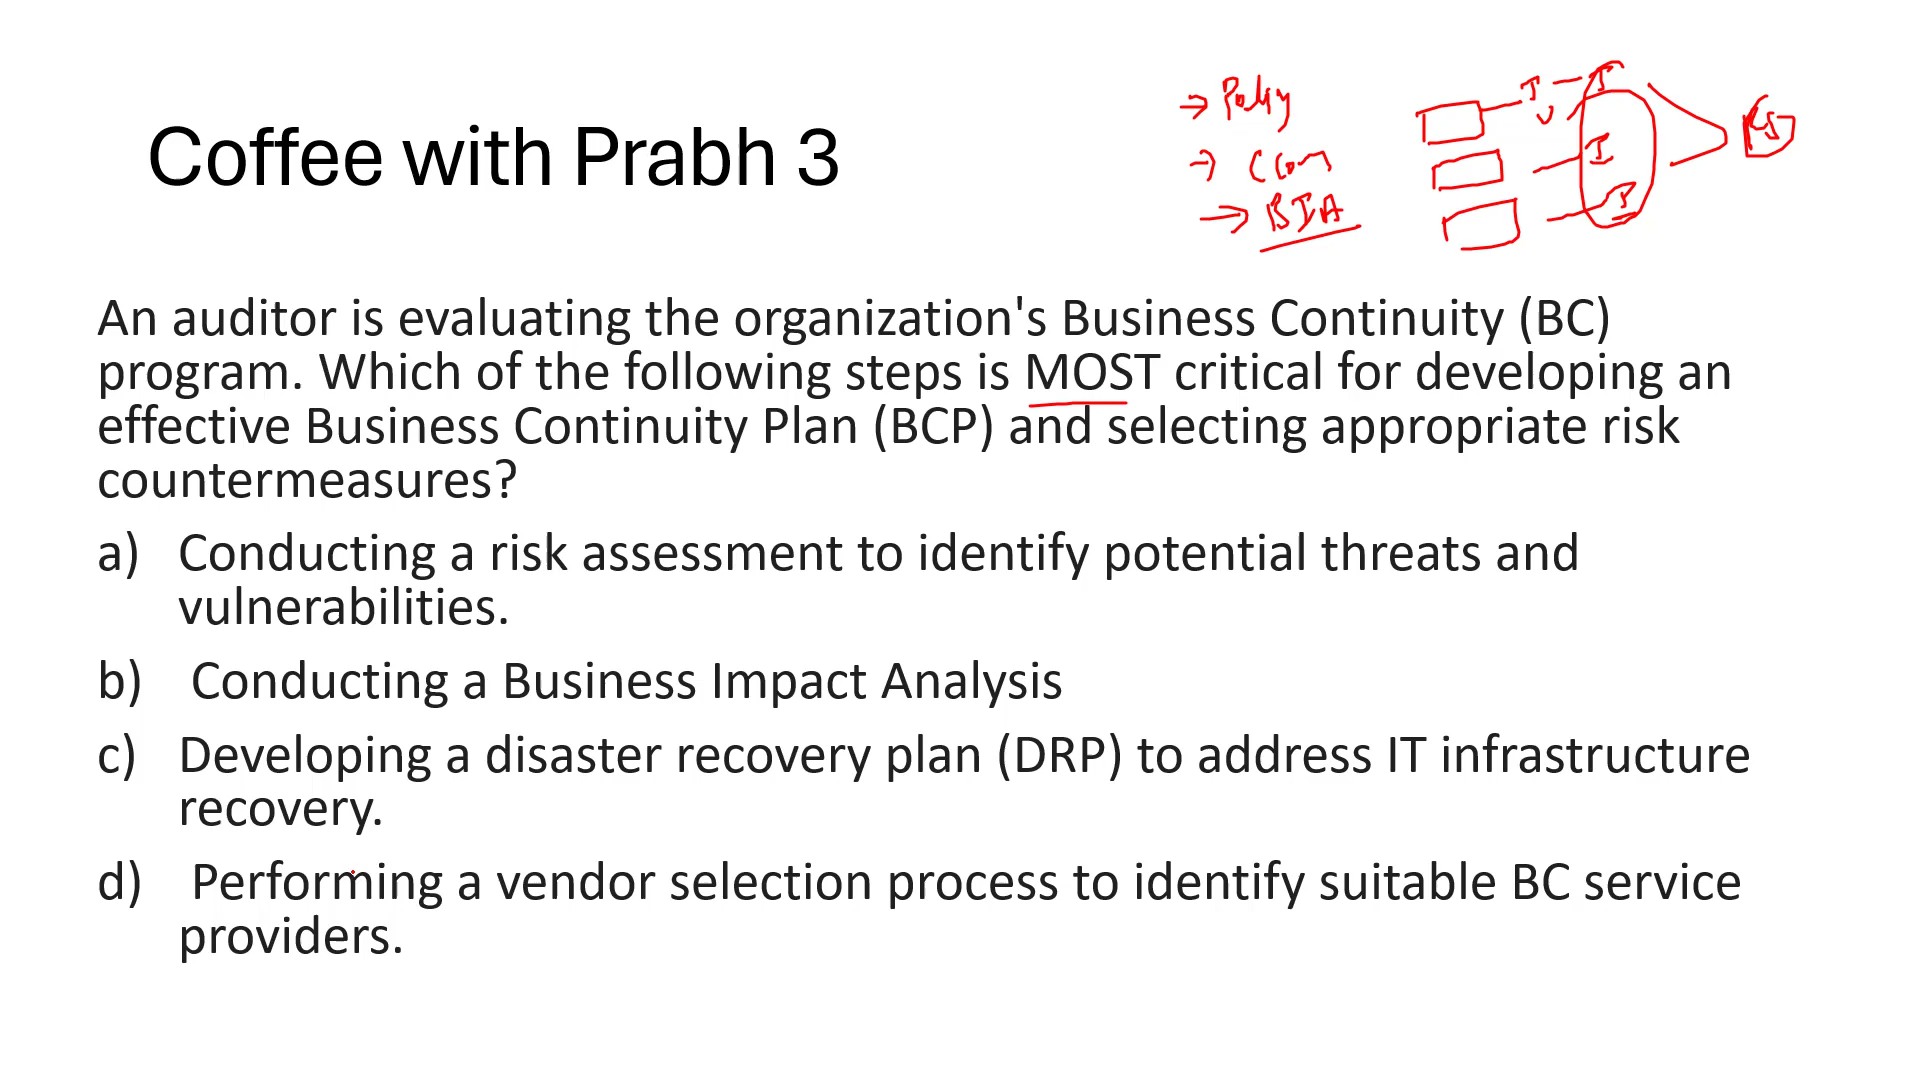 Coffee with Prabh 3
→ Policy
→
→ BIA
T
V
I
I
I
An auditor is evaluating the organization's Business Continuity (BC)
program. Which of the following steps is MOST critical for developing an
effective Business Continuity Plan (BCP) and selecting appropriate risk
countermeasures?
a) Conducting a risk assessment to identify potential threats and
vulnerabilities.
b) Conducting a Business Impact Analysis
c) Developing a disaster recovery plan (DRP) to address IT infrastructure
recovery.
d) Performing a vendor selection process to identify suitable BC service
providers.